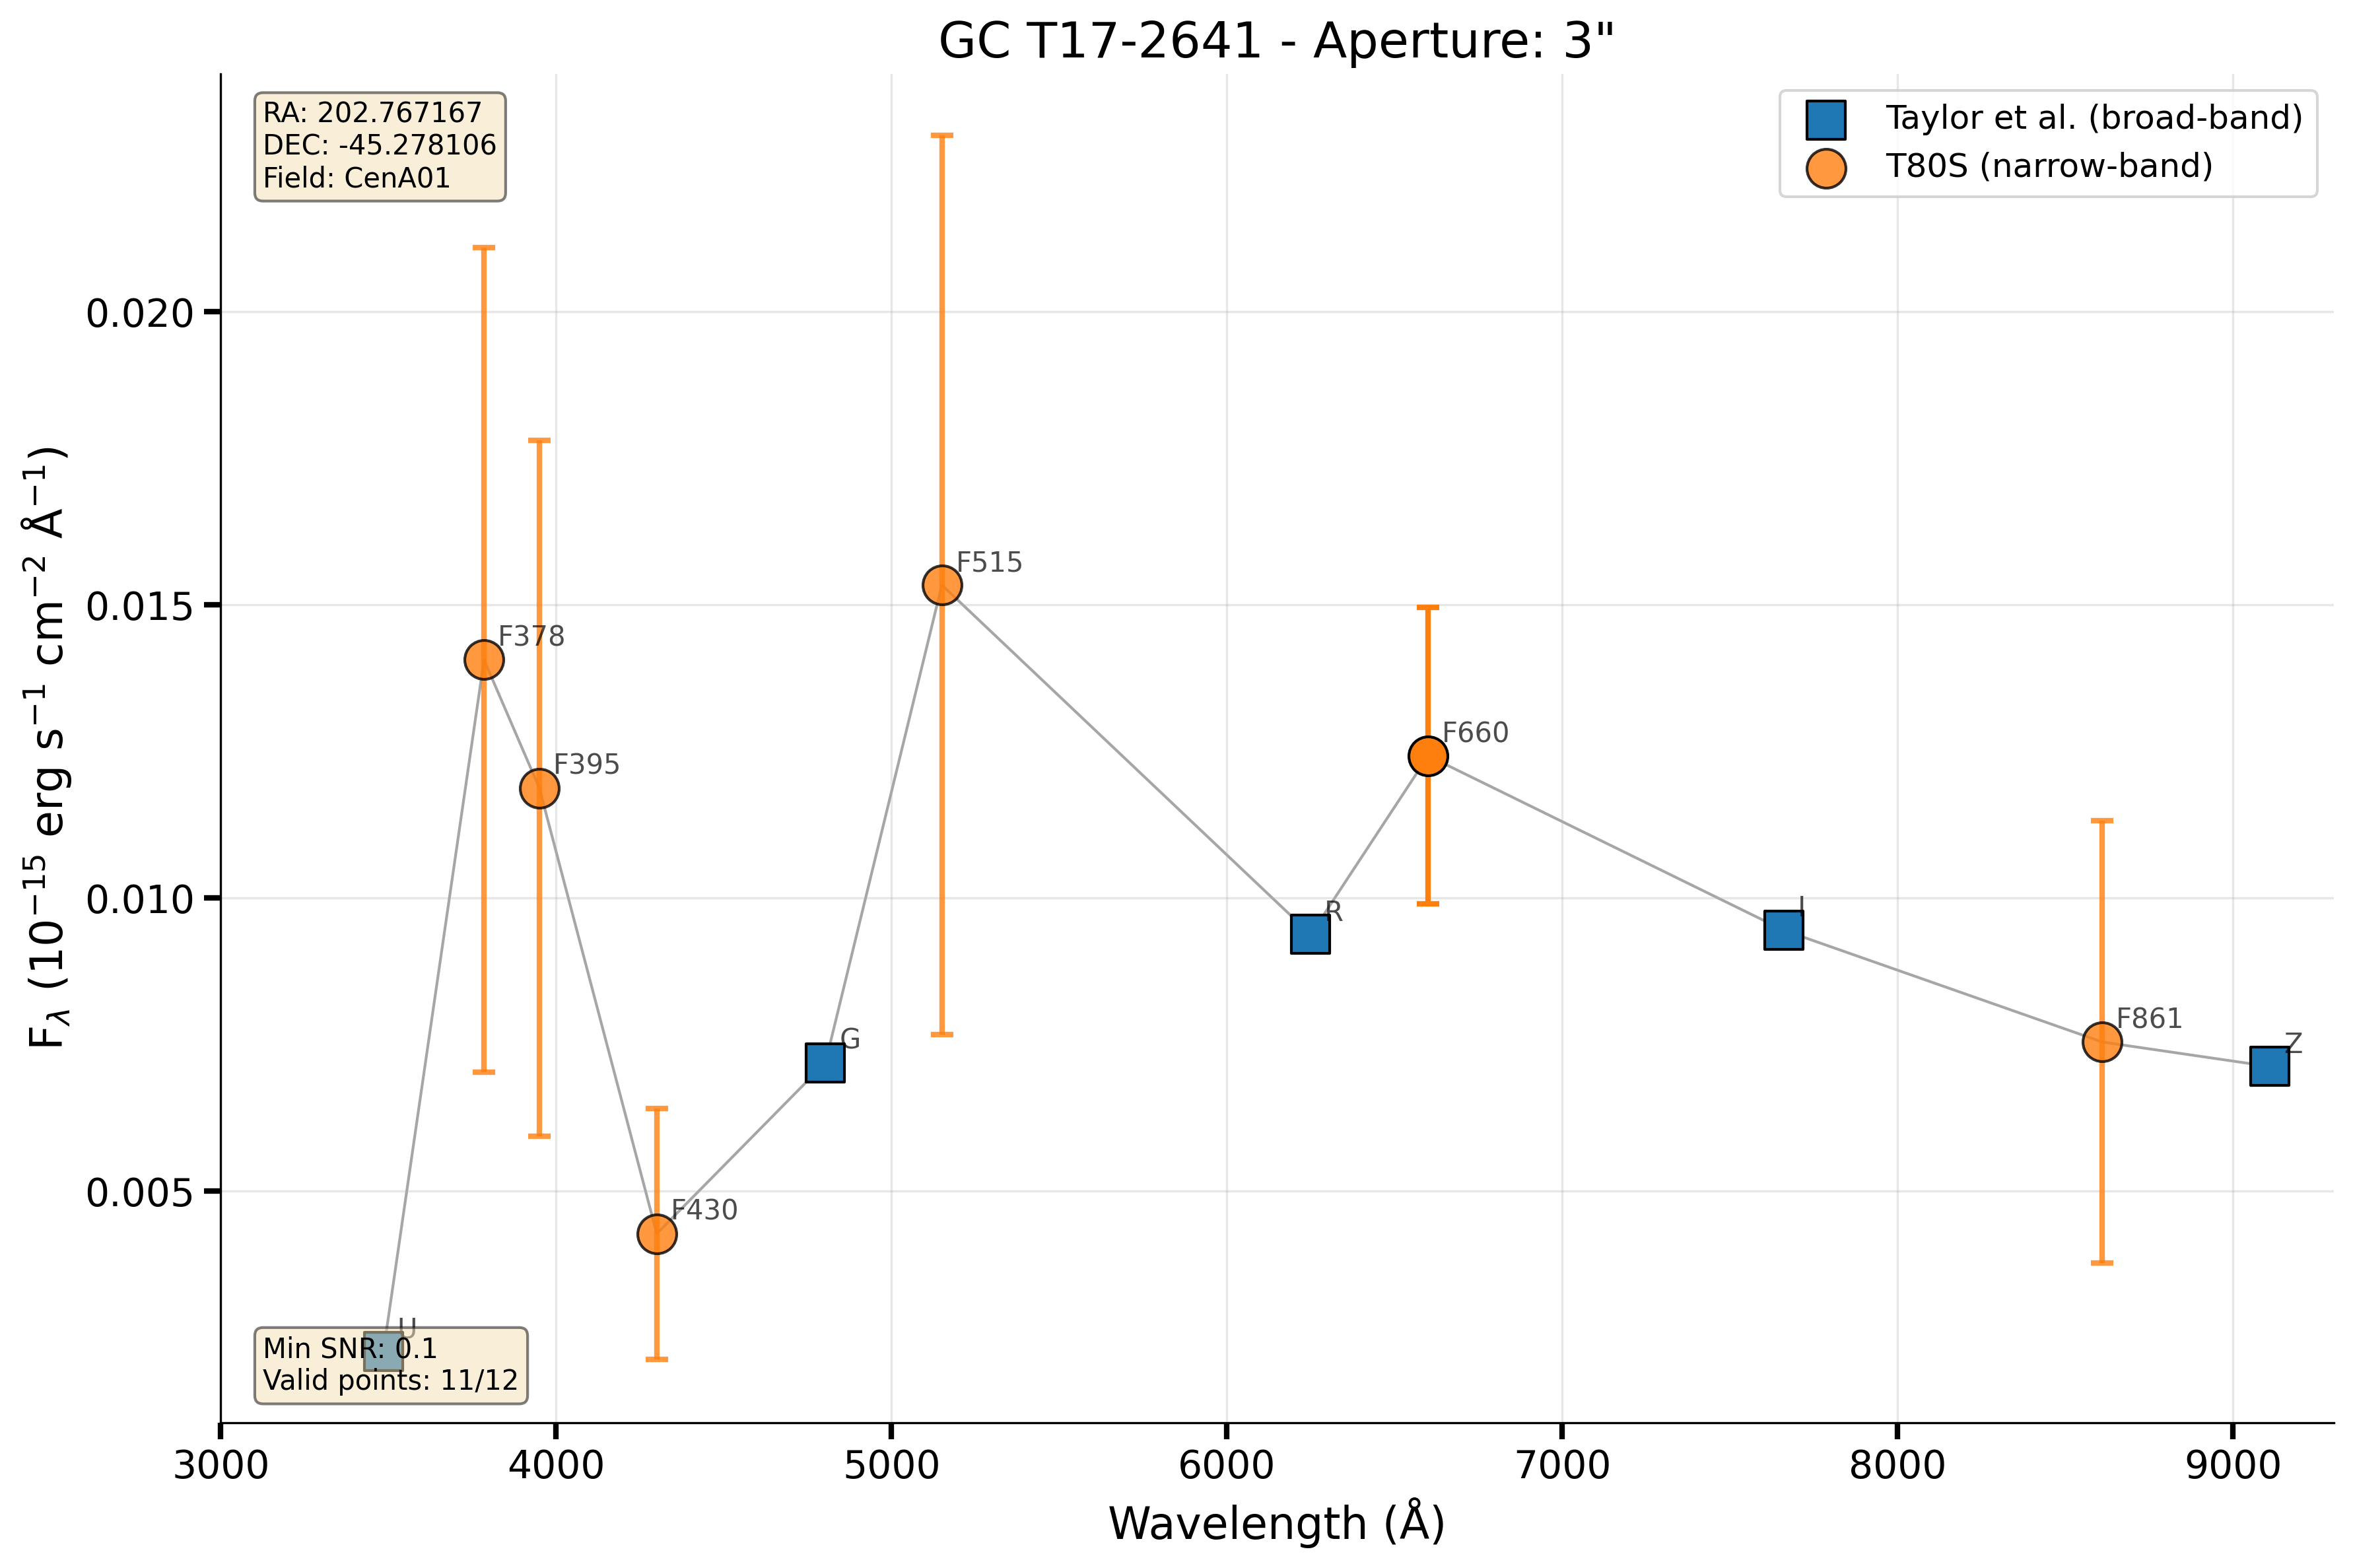 GC T17-2641 - Aperture: 3"
RA: 202.767167
DEC: -45.278106
Field: CenA01
Taylor et al. (broad-band)
T80S (narrow-band)
0.020
0.015
0.010
0.005
F_λ (10⁻¹⁵ erg s⁻¹ cm⁻² Å⁻¹)
F378
F395
F515
F660
F430
G
R
I
F861
Z
U
Min SNR: 0.1
Valid points: 11/12
3000 4000 5000 6000 7000 8000 9000
Wavelength (Å)